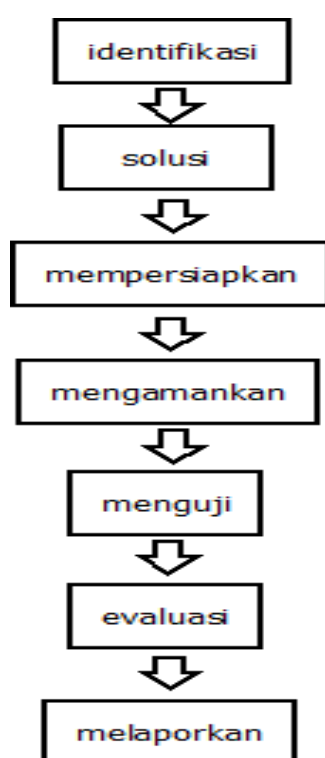 identifikasi
solusi
mempersiapkan
mengamankan
menguji
evaluasi
melaporkan